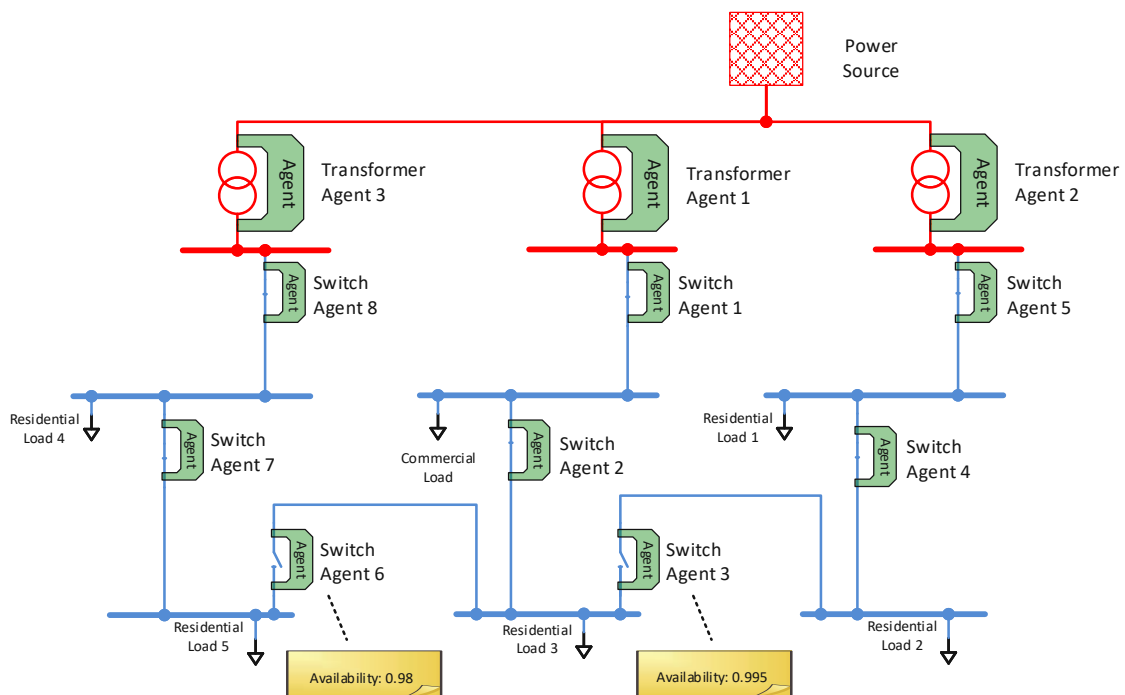 Power
Source
Agent
Transformer
Agent 3
Agent
Transformer
Agent 1
Agent
Transformer
Agent 2
Agent
Switch
Agent 8
Agent
Switch
Agent 1
Agent
Switch
Agent 5
Residential
Load 4
Commercial
Load
Residential
Load 1
Agent
Switch
Agent 7
Agent
Switch
Agent 2
Agent
Switch
Agent 4
Agent
Switch
Agent 6
Agent
Switch
Agent 3
Residential
Load 5
Residential
Load 3
Residential
Load 2
Availability: 0.98
Availability: 0.995